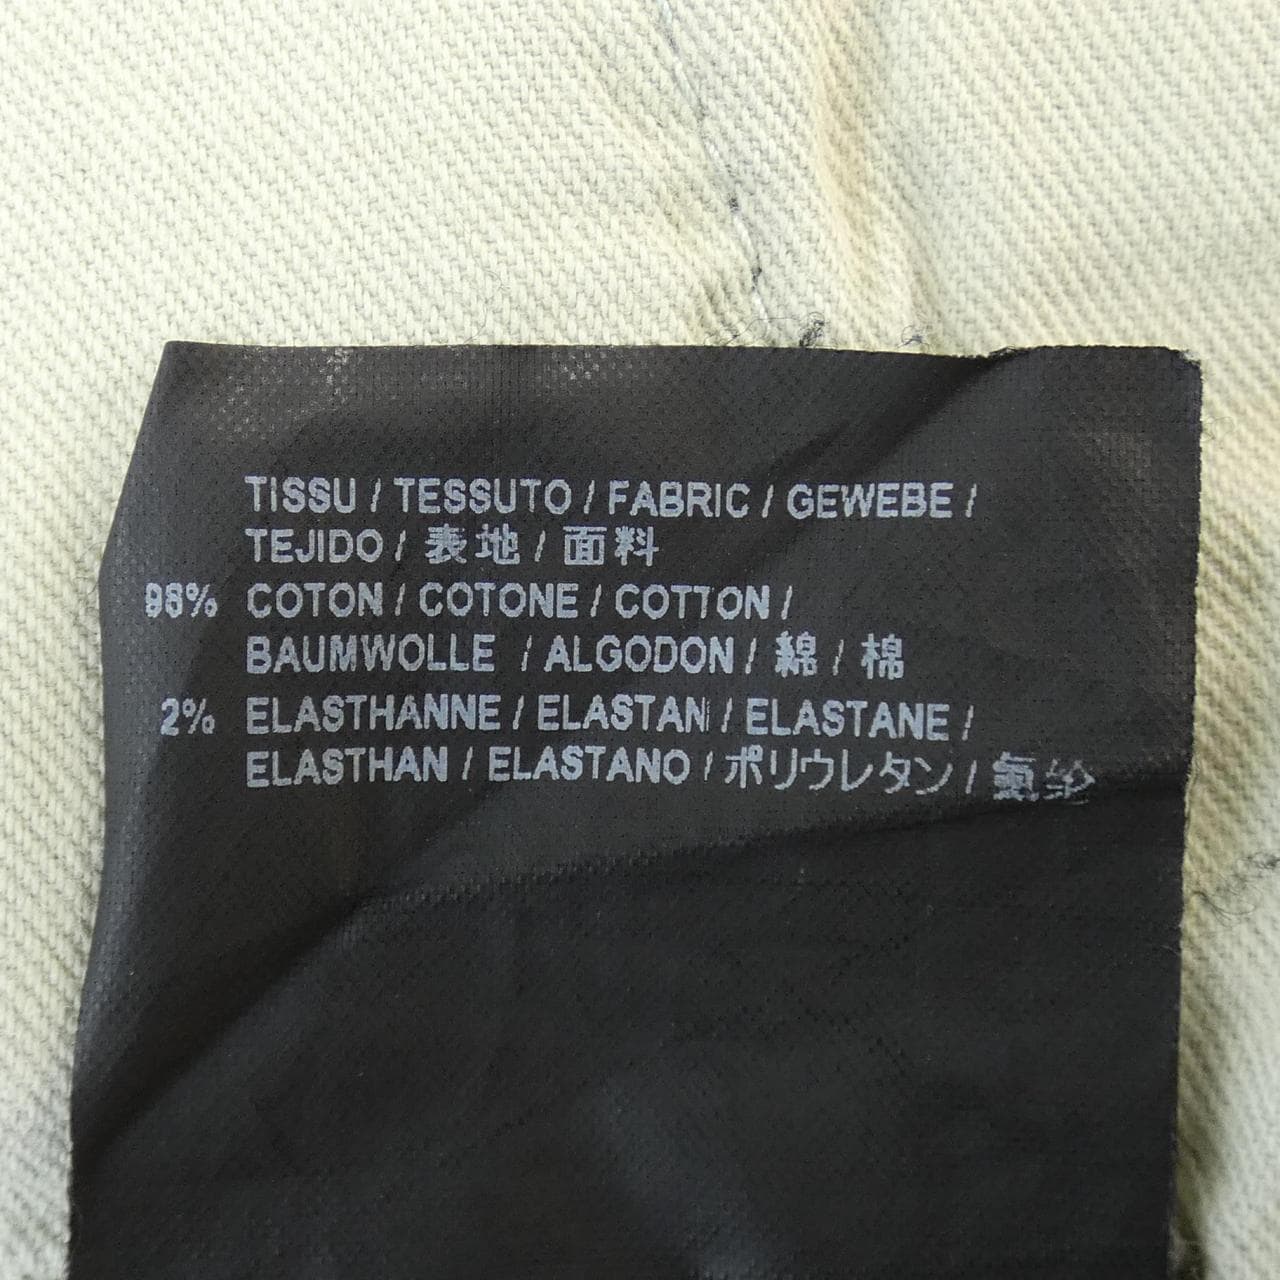 TISSU / TESSUTO / FABRIC / GEWEBE /
TEJIDO / 表地 / 面料
98% COTON / COTONE / COTTON /
BAUMWOLLE / ALGODON / 綿 / 棉
2% ELASTHANNE / ELASTAN / ELASTANE /
ELASTHAN / ELASTANO / ポリウレタン / 氨纶